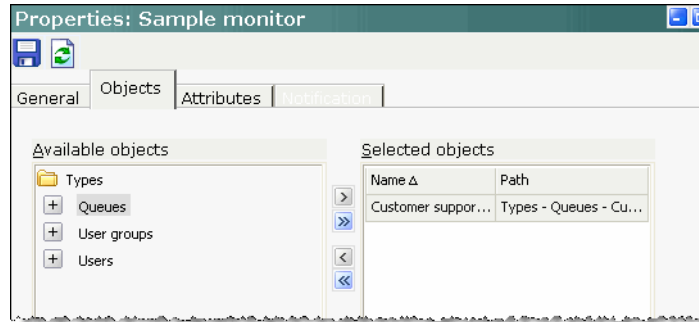 Properties: Sample monitor
General Objects Attributes Notification
Available objects Selected objects
Types
Queues
User groups
Users
Name Path
Customer suppor... Types - Queues - Cu...